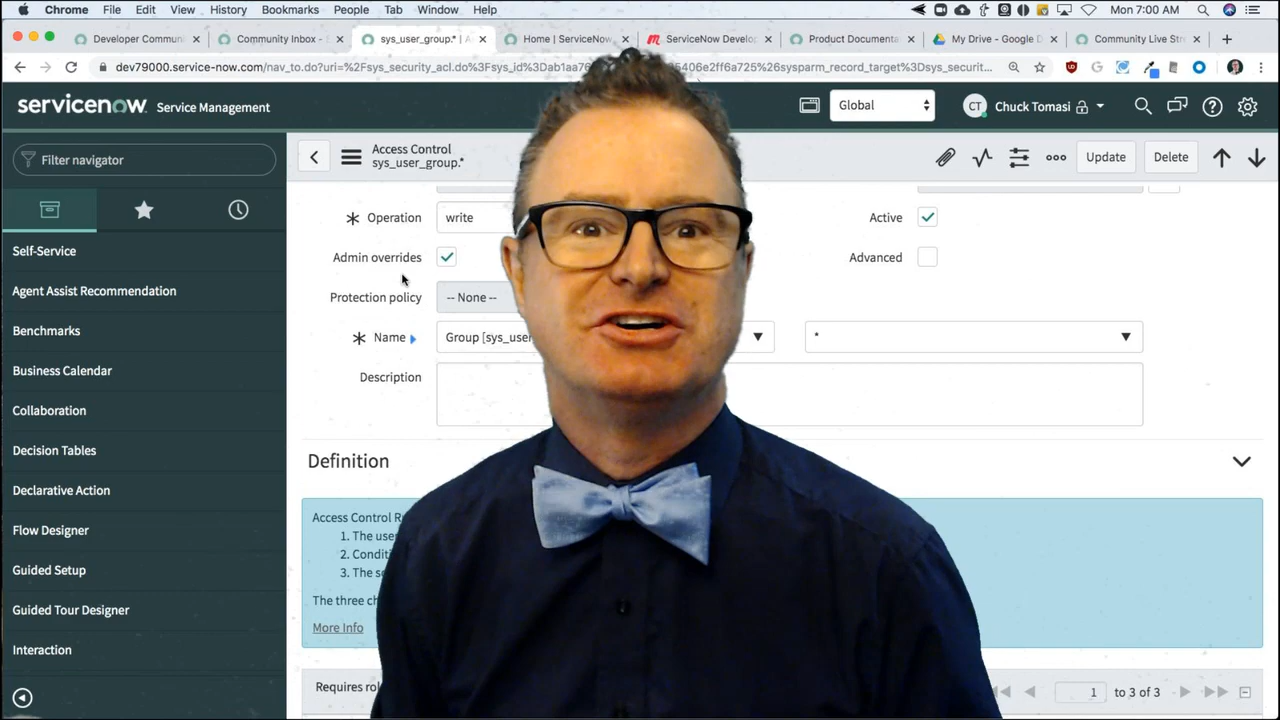 Chrome File Edit View History Bookmarks People Tab Window Help Mon 7:00 AM
Developer Commun × Community Inbox - × sys_user_group.* | A × Home | ServiceNow × ServiceNow Develo × Product Documenta × My Drive - Google D × Community Live Stre × +
servicenow Service Management Global CT Chuck Tomasi
Filter navigator
Access Control
sys_user_group.*
Update Delete
Self-Service
Agent Assist Recommendation
Benchmarks
Business Calendar
Collaboration
Decision Tables
Declarative Action
Flow Designer
Guided Setup
Guided Tour Designer
Interaction
* Operation write Active
Admin overrides Advanced
Protection policy -- None --
* Name Group [sys_user *
Description
Definition
Access Control
1. The
2.
3. The
The three
More Info
Requires 1 to 3 of 3